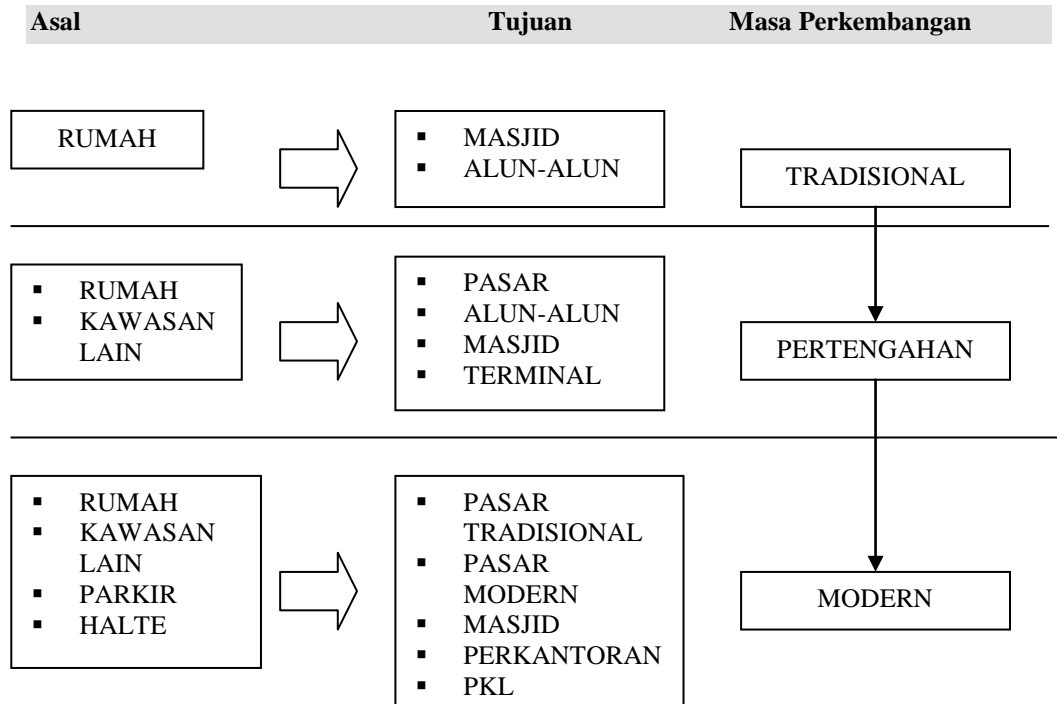 Asal Tujuan Masa Perkembangan
RUMAH
▪ MASJID
▪ ALUN-ALUN
TRADISIONAL
▪ RUMAH
▪ KAWASAN
LAIN
▪ PASAR
▪ ALUN-ALUN
▪ MASJID
▪ TERMINAL
PERTENGAHAN
▪ RUMAH
▪ KAWASAN
LAIN
▪ PARKIR
▪ HALTE
▪ PASAR
TRADISIONAL
▪ PASAR
MODERN
▪ MASJID
▪ PERKANTORAN
▪ PKL
MODERN